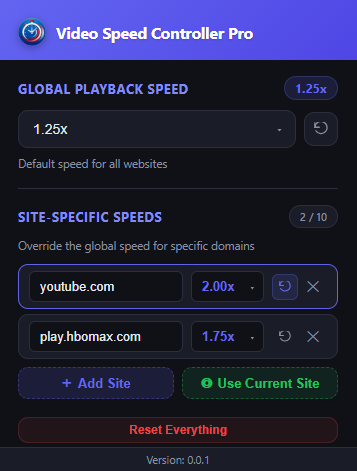 Video Speed Controller Pro
GLOBAL PLAYBACK SPEED 1.25x
1.25x
Default speed for all websites
SITE-SPECIFIC SPEEDS 2 / 10
Override the global speed for specific domains
youtube.com 2.00x
play.hbomax.com 1.75x
+ Add Site Use Current Site
Reset Everything
Version: 0.0.1